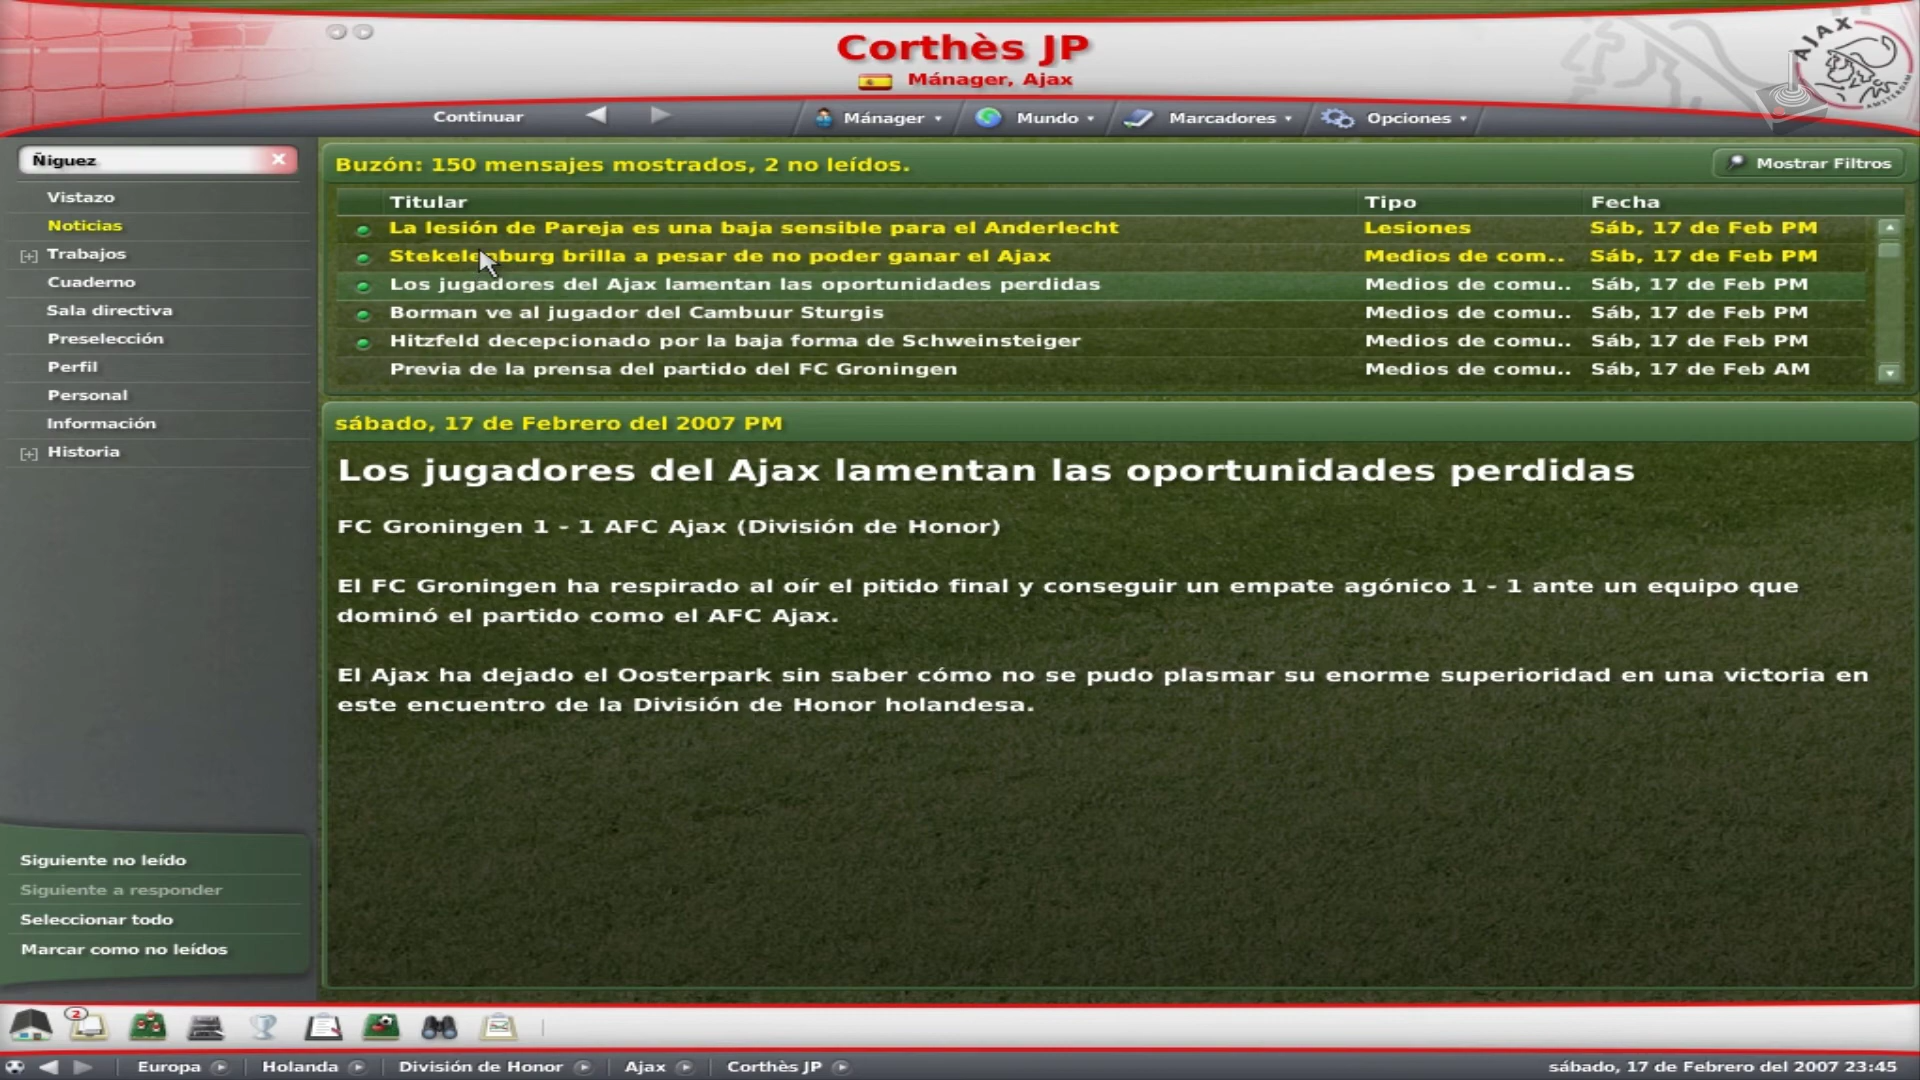 Corthès JP
Mánager, Ajax
AJAX
AMSTERDAM
Continuar
Mánager
Mundo
Marcadores
Opciones
Ñiguez
Vistazo
Noticias
Trabajos
Cuaderno
Sala directiva
Preselección
Perfil
Personal
Información
Historia
Buzón: 150 mensajes mostrados, 2 no leídos.
Mostrar Filtros
Titular Tipo Fecha
La lesión de Pareja es una baja sensible para el Anderlecht Lesiones Sáb, 17 de Feb PM
Stekelenburg brilla a pesar de no poder ganar el Ajax Medios de com.. Sáb, 17 de Feb PM
Los jugadores del Ajax lamentan las oportunidades perdidas Medios de comu.. Sáb, 17 de Feb PM
Borman ve al jugador del Cambuur Sturgis Medios de comu.. Sáb, 17 de Feb PM
Hitzfeld decepcionado por la baja forma de Schweinsteiger Medios de comu.. Sáb, 17 de Feb PM
Previa de la prensa del partido del FC Groningen Medios de comu.. Sáb, 17 de Feb AM
sábado, 17 de Febrero del 2007 PM
Los jugadores del Ajax lamentan las oportunidades perdidas
FC Groningen 1 - 1 AFC Ajax (División de Honor)
El FC Groningen ha respirado al oír el pitido final y conseguir un empate agónico 1 - 1 ante un equipo que
dominó el partido como el AFC Ajax.
El Ajax ha dejado el Oosterpark sin saber cómo no se pudo plasmar su enorme superioridad en una victoria en
este encuentro de la División de Honor holandesa.
Siguiente no leído
Siguiente a responder
Seleccionar todo
Marcar como no leídos
2
Europa
Holanda
División de Honor
Ajax
Corthès JP
sábado, 17 de Febrero del 2007 23:45